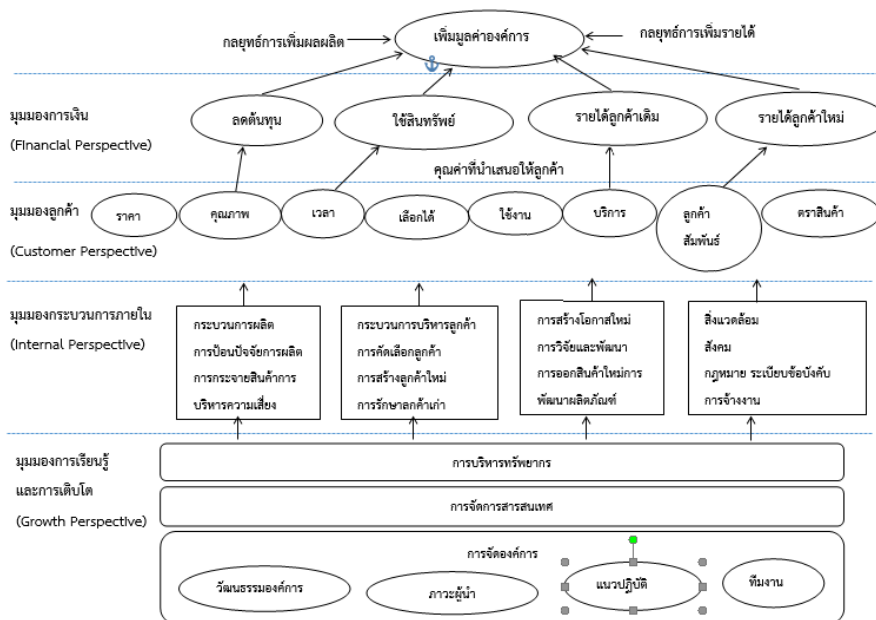 กลยุทธ์การเพิ่มผลผลิต
เพิ่มมูลค่าองค์การ
กลยุทธ์การเพิ่มรายได้
มุมมองการเงิน
(Financial Perspective)
ลดต้นทุน
ใช้สินทรัพย์
รายได้ลูกค้าเดิม
รายได้ลูกค้าใหม่
คุณค่าที่นำเสนอให้ลูกค้า
มุมมองลูกค้า
(Customer Perspective)
ราคา
คุณภาพ
เวลา
เลือกได้
ใช้งาน
บริการ
ลูกค้า
สัมพันธ์
ตราสินค้า
มุมมองกระบวนการภายใน
(Internal Perspective)
กระบวนการผลิต
การป้อนปัจจัยการผลิต
การกระจายสินค้าการ
บริหารความเสี่ยง
กระบวนการบริหารลูกค้า
การคัดเลือกลูกค้า
การสร้างลูกค้าใหม่
การรักษาลกค้าเก่า
การสร้างโอกาสใหม่
การวิจัยและพัฒนา
การออกสินค้าใหม่การ
พัฒนาผลิตภัณฑ์
สิ่งแวดล้อม
สังคม
กฎหมาย ระเบียบข้อบังคับ
การจ้างงาน
มุมมองการเรียนรู้
และการเติบโต
(Growth Perspective)
การบริหารทรัพยากร
การจัดการสารสนเทศ
การจัดองค์การ
วัฒนธรรมองค์การ
ภาวะผู้นำ
แนวปฏิบัติ
ทีมงาน